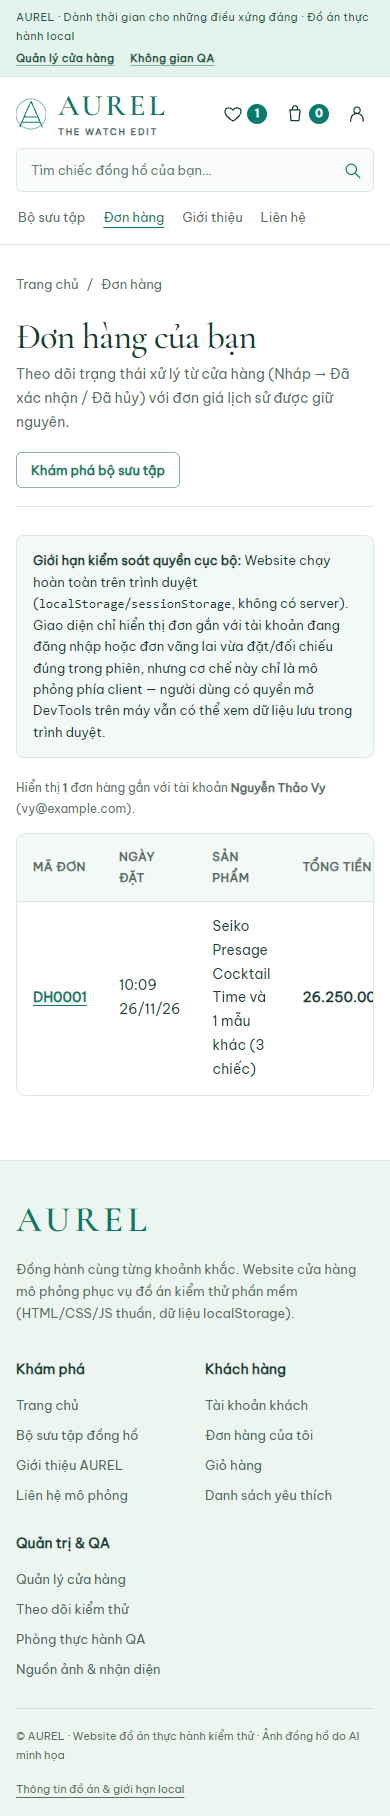 AUREL · Dành thời gian cho những điều xứng đáng · Đồ án thực
hành local
Quản lý cửa hàng Không gian QA
AUREL
THE WATCH EDIT
1
0
Tìm chiếc đồng hồ của bạn...
Bộ sưu tập Đơn hàng Giới thiệu Liên hệ
Trang chủ / Đơn hàng
Đơn hàng của bạn
Theo dõi trạng thái xử lý từ cửa hàng (Nháp → Đã
xác nhận / Đã hủy) với đơn giá lịch sử được giữ
nguyên.
Khám phá bộ sưu tập
Giới hạn kiểm soát quyền cục bộ: Website chạy
hoàn toàn trên trình duyệt
(localStorage/sessionStorage, không có server).
Giao diện chỉ hiển thị đơn gắn với tài khoản đang
đăng nhập hoặc đơn vãng lai vừa đặt/đối chiếu
đúng trong phiên, nhưng cơ chế này chỉ là mô
phỏng phía client — người dùng có quyền mở
DevTools trên máy vẫn có thể xem dữ liệu lưu trong
trình duyệt.
Hiển thị 1 đơn hàng gắn với tài khoản Nguyễn Thảo Vy
(vy@example.com).
MÃ ĐƠN NGÀY ĐẶT SẢN PHẨM TỔNG TIỀN
DH0001
10:09
26/11/26
Seiko
Presage
Cocktail
Time và
1 mẫu
khác (3
chiếc)
26.250.00
AUREL
Đồng hành cùng từng khoảnh khắc. Website cửa hàng
mô phỏng phục vụ đồ án kiểm thử phần mềm
(HTML/CSS/JS thuần, dữ liệu localStorage).
Khám phá
Trang chủ
Bộ sưu tập đồng hồ
Giới thiệu AUREL
Liên hệ mô phỏng
Khách hàng
Tài khoản khách
Đơn hàng của tôi
Giỏ hàng
Danh sách yêu thích
Quản trị & QA
Quản lý cửa hàng
Theo dõi kiểm thử
Phòng thực hành QA
Nguồn ảnh & nhận diện
© AUREL · Website đồ án thực hành kiểm thử · Ảnh đồng hồ do AI
minh họa
Thông tin đồ án & giới hạn local